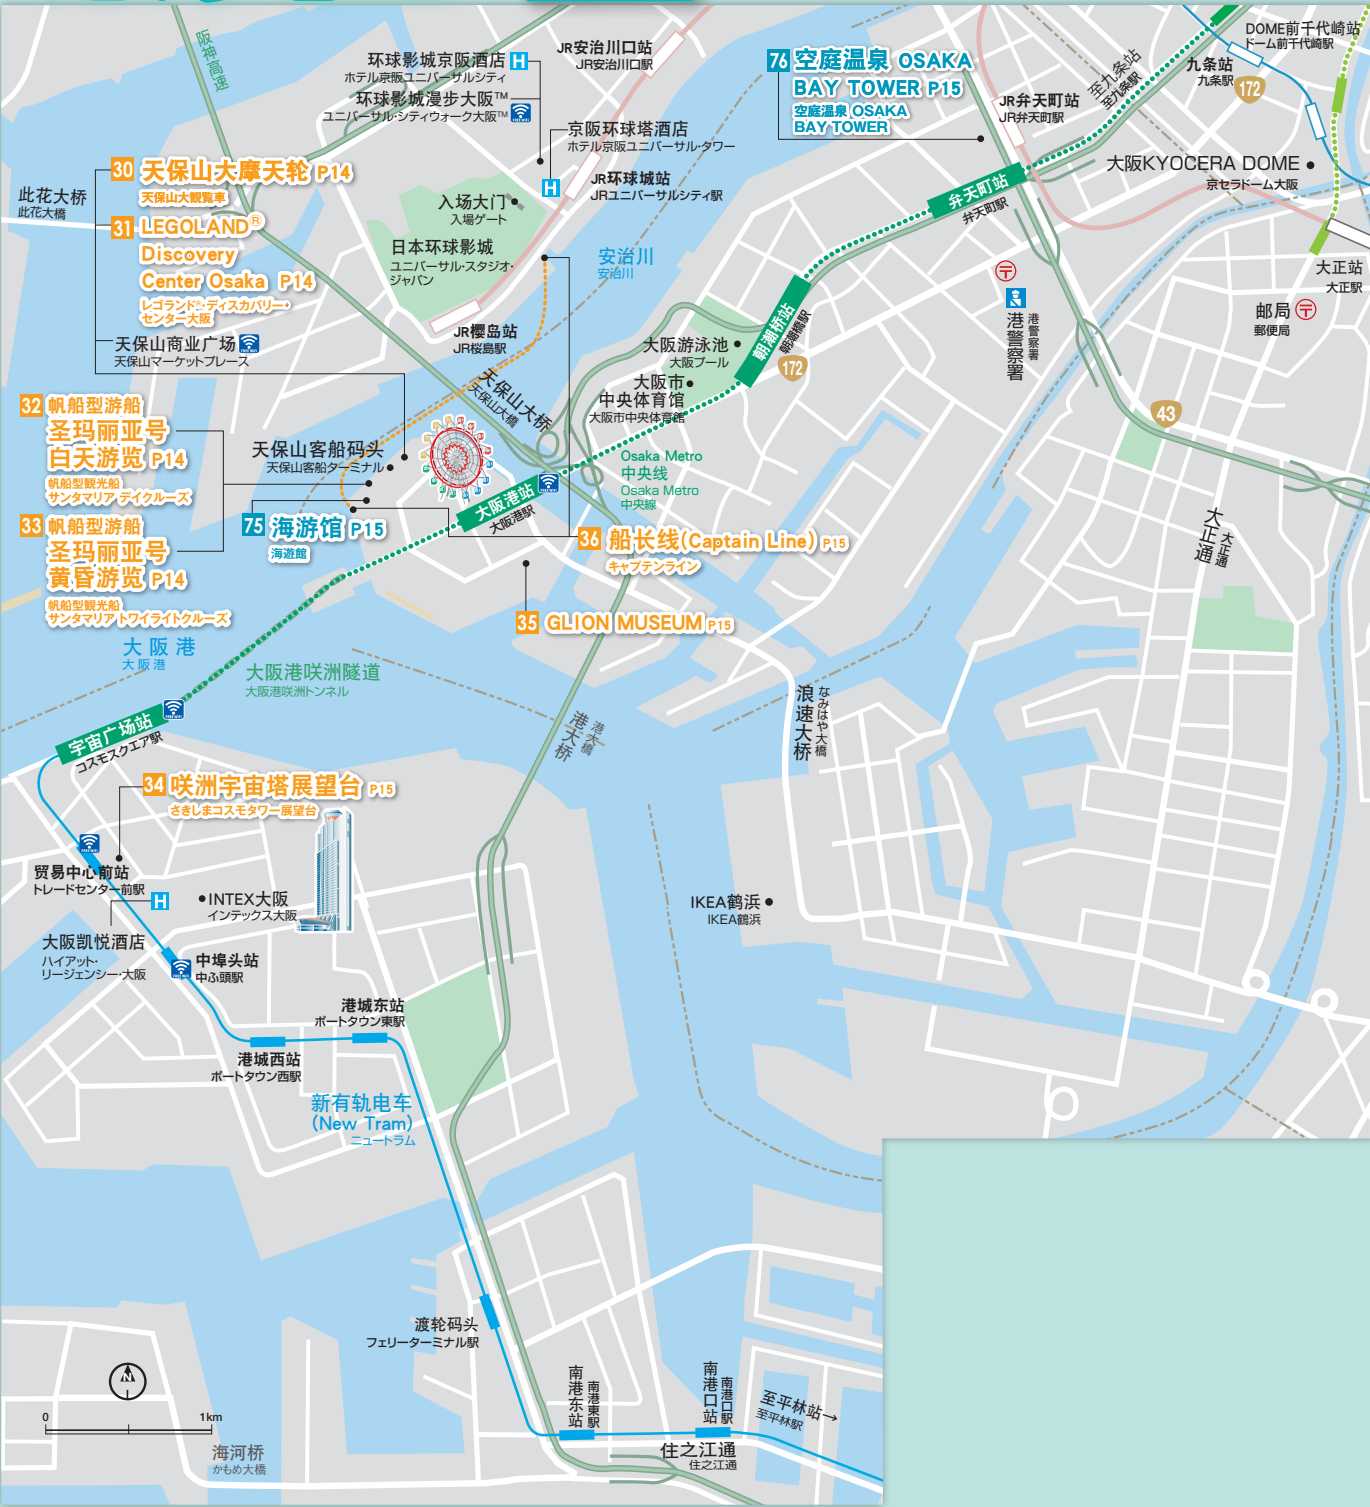 阪神高速
环球影城京阪酒店 H
ホテル京阪ユニバーサルシティ
环球影城漫步大阪™
ユニバーサル・シティウォーク大阪™
FREE Wi-Fi
JR安治川口站
JR安治川口駅
京阪环球塔酒店
ホテル京阪ユニバーサル・タワー
H
JR环球城站
JRユニバーサルシティ駅
76 空庭温泉 OSAKA
BAY TOWER P15
空庭温泉 OSAKA
BAY TOWER
JR弁天町站
JR弁天町駅
至九条站
至九条駅
DOME前千代崎站
ドーム前千代崎駅
九条站
九条駅
172
大阪KYOCERA DOME
京セラドーム大阪
弁天町站
弁天町駅
大正站
大正駅
邮局
郵便局
港警察署
港警察署
43
大正通
大正通
此花大桥
此花大橋
30 天保山大摩天轮 P14
天保山大観覧車
31 LEGOLAND®
Discovery
Center Osaka P14
レゴランド®・ディスカバリー・
センター大阪
天保山商业广场
天保山マーケットプレース
入场大门
入場ゲート
日本环球影城
ユニバーサル・スタジオ・
ジャパン
安治川
安治川
JR樱岛站
JR桜島駅
天保山大桥
天保山大橋
大阪游泳池
大阪プール
朝潮桥站
朝潮橋駅
172
大阪市
中央体育馆
大阪市中央体育館
32 帆船型游船
圣玛丽亚号
白天游览 P14
帆船型観光船
サンタマリア デイクルーズ
33 帆船型游船
圣玛丽亚号
黄昏游览 P14
帆船型観光船
サンタマリア トワイライトクルーズ
天保山客船码头
天保山客船ターミナル
75 海游馆 P15
海遊館
大阪港站
大阪港駅
Osaka Metro
中央线
Osaka Metro
中央線
36 船长线(Captain Line) P15
キャプテンライン
35 GLION MUSEUM P15
大阪港
大阪港
大阪港咲洲隧道
大阪港咲洲トンネル
港大桥
港大橋
浪速大桥
なみはや大橋
宇宙广场站
コスモスクエア駅
34 咲洲宇宙塔展望台 P15
さきしまコスモタワー展望台
贸易中心前站
トレードセンター前駅
INTEX大阪
インテックス大阪
H
大阪凯悦酒店
ハイアット・
リージェンシー・大阪
中埠头站
中ふ頭駅
IKEA鹤浜
IKEA鶴浜
港城东站
ポートタウン東駅
港城西站
ポートタウン西駅
新有轨电车
(New Tram)
ニュートラム
渡轮码头
フェリーターミナル駅
南港东站
南港東駅
南港口站
南港口駅
至平林站→
至平林駅
住之江通
住之江通
N
0 1km
海河桥
かもめ大橋